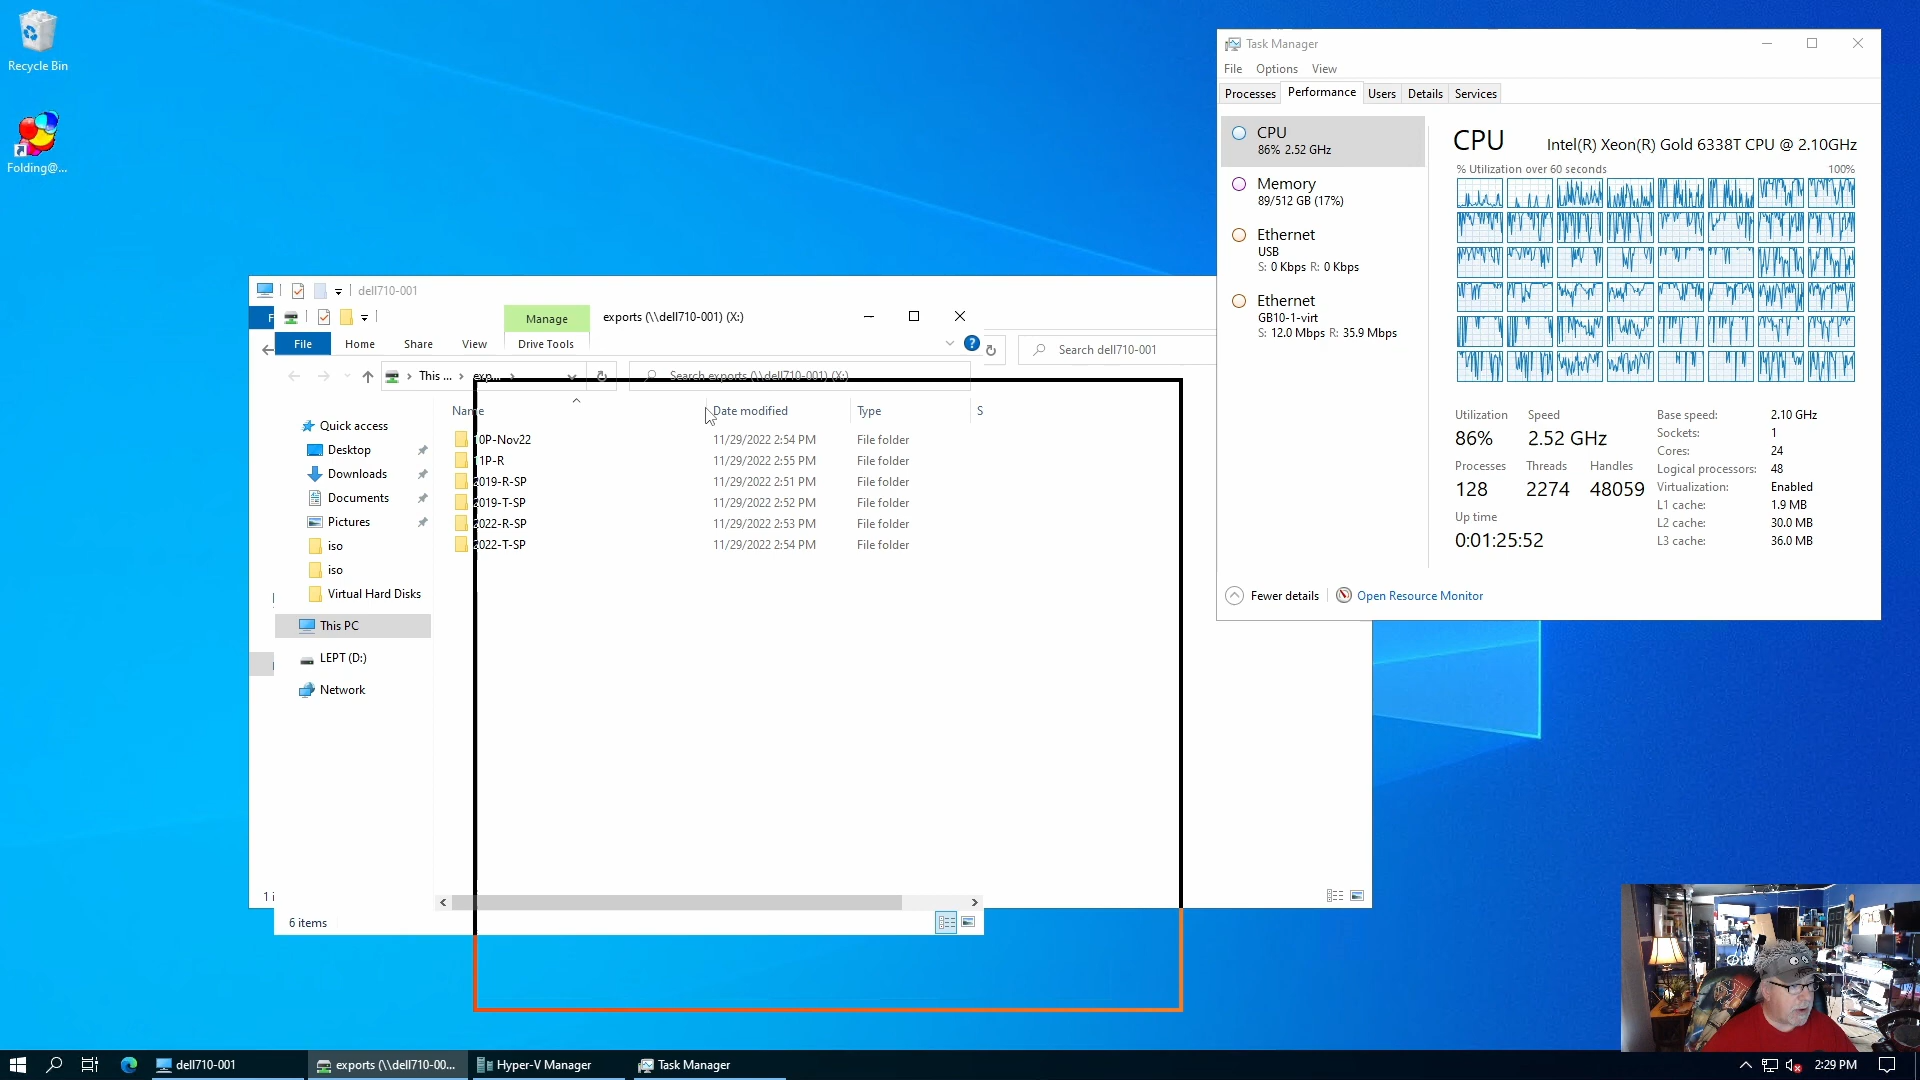 Recycle Bin
Folding@...
dell710-001
Manage
exports (\\dell710-001) (X:)
File
Home
Share
View
Drive Tools
This ...
exp...
Search exports (\\dell710-001) (X:)
Search dell710-001
Quick access
Desktop
Downloads
Documents
Pictures
iso
iso
Virtual Hard Disks
This PC
LEPT (D:)
Network
Name
Date modified
Type
S
0P-Nov22
11/29/2022 2:54 PM
File folder
1P-R
11/29/2022 2:55 PM
File folder
2019-R-SP
11/29/2022 2:51 PM
File folder
2019-T-SP
11/29/2022 2:52 PM
File folder
2022-R-SP
11/29/2022 2:53 PM
File folder
2022-T-SP
11/29/2022 2:54 PM
File folder
6 items
Task Manager
File
Options
View
Processes
Performance
Users
Details
Services
CPU
86% 2.52 GHz
Memory
89/512 GB (17%)
Ethernet
USB
S: 0 Kbps R: 0 Kbps
Ethernet
GB10-1-virt
S: 12.0 Mbps R: 35.9 Mbps
CPU
Intel(R) Xeon(R) Gold 6338T CPU @ 2.10GHz
% Utilization over 60 seconds
100%
Utilization
Speed
86%
2.52 GHz
Processes
Threads
Handles
128
2274
48059
Up time
0:01:25:52
Base speed:
2.10 GHz
Sockets:
1
Cores:
24
Logical processors:
48
Virtualization:
Enabled
L1 cache:
1.9 MB
L2 cache:
30.0 MB
L3 cache:
36.0 MB
Fewer details
Open Resource Monitor
dell710-001
exports (\\dell710-00...
Hyper-V Manager
Task Manager
2:29 PM